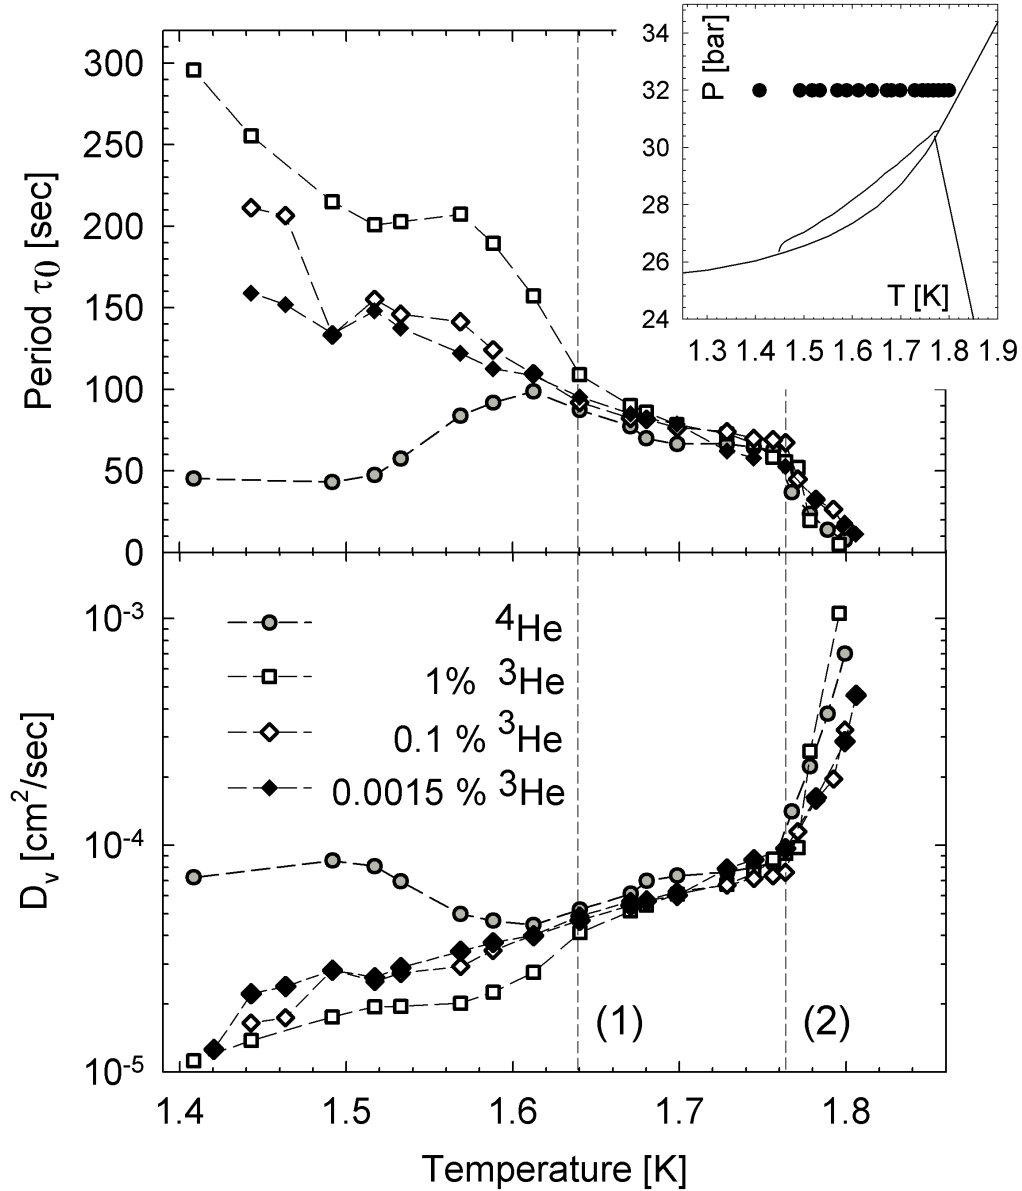 300
250
200
150
100
50
0
Period τ0 [sec]
34
32
30
28
26
24
P [bar]
T [K]
1.3 1.4 1.5 1.6 1.7 1.8 1.9
10-3
10-4
10-5
Dv [cm2/sec]
4He
1% 3He
0.1 % 3He
0.0015 % 3He
(1) (2)
1.4 1.5 1.6 1.7 1.8
Temperature [K]